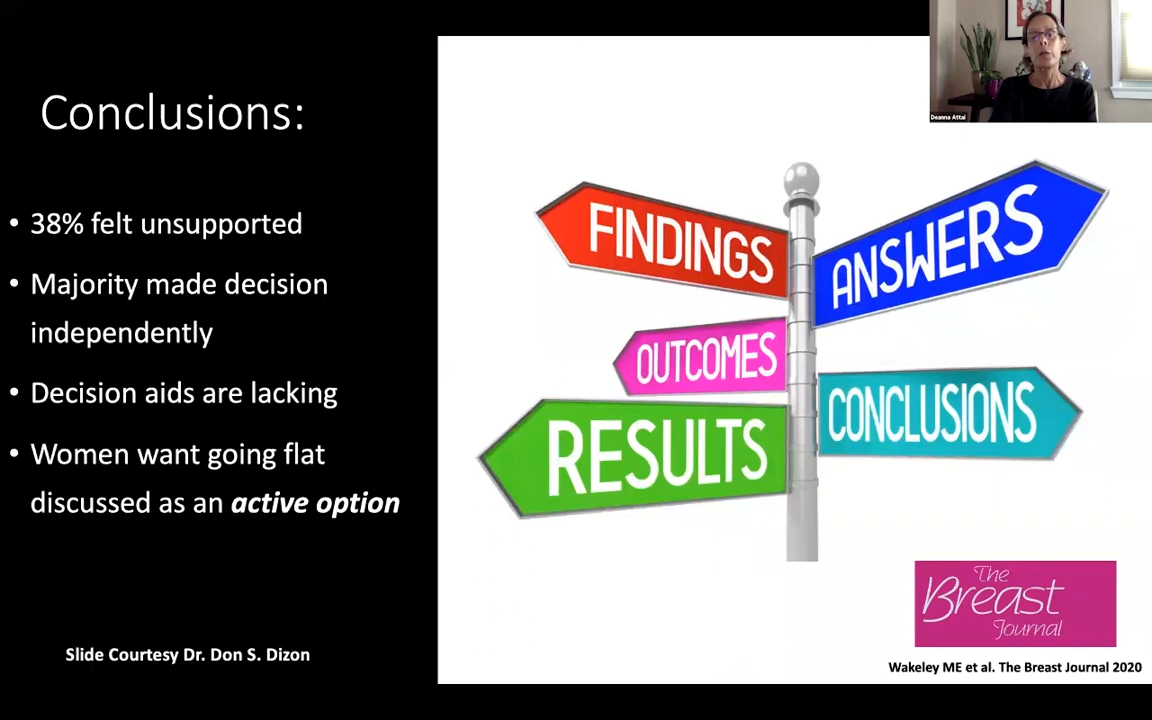 Conclusions:
• 38% felt unsupported
• Majority made decision
independently
• Decision aids are lacking
• Women want going flat
discussed as an active option
Slide Courtesy Dr. Don S. Dizon
FINDINGS
ANSWERS
OUTCOMES
CONCLUSIONS
RESULTS
The
Breast
Journal
Wakeley ME et al. The Breast Journal 2020
Deanna Attai